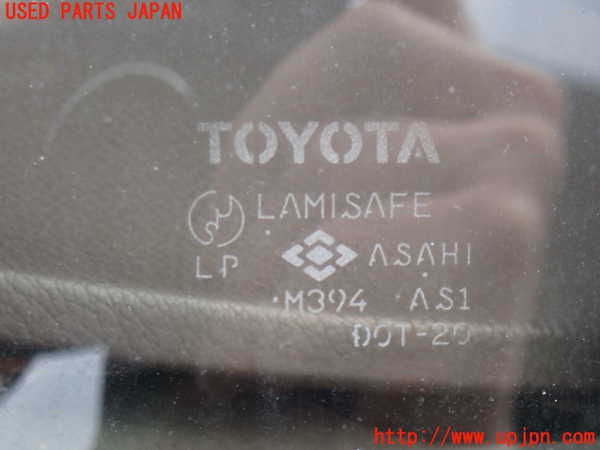 USED PARTS JAPAN
TOYOTA
LAMISAFE
LP ASAHI
M394 AS1
DOT-20
http://www.upjpn.com/